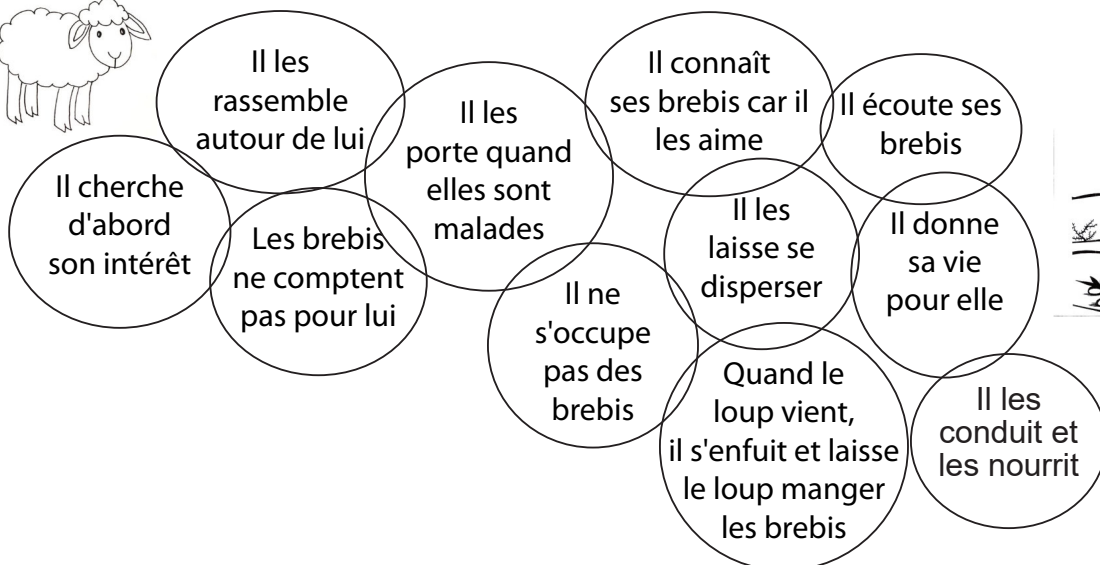 Il les
rassemble
autour de lui
Il les
porte quand
elles sont
malades
Il connaît
ses brebis car il
les aime
Il écoute ses
brebis
Il cherche
d'abord
son intérêt
Les brebis
ne comptent
pas pour lui
Il les
laisse se
disperser
Il donne
sa vie
pour elle
Il ne
s'occupe
pas des
brebis
Quand le
loup vient,
il s'enfuit et laisse
le loup manger
les brebis
Il les
conduit et
les nourrit